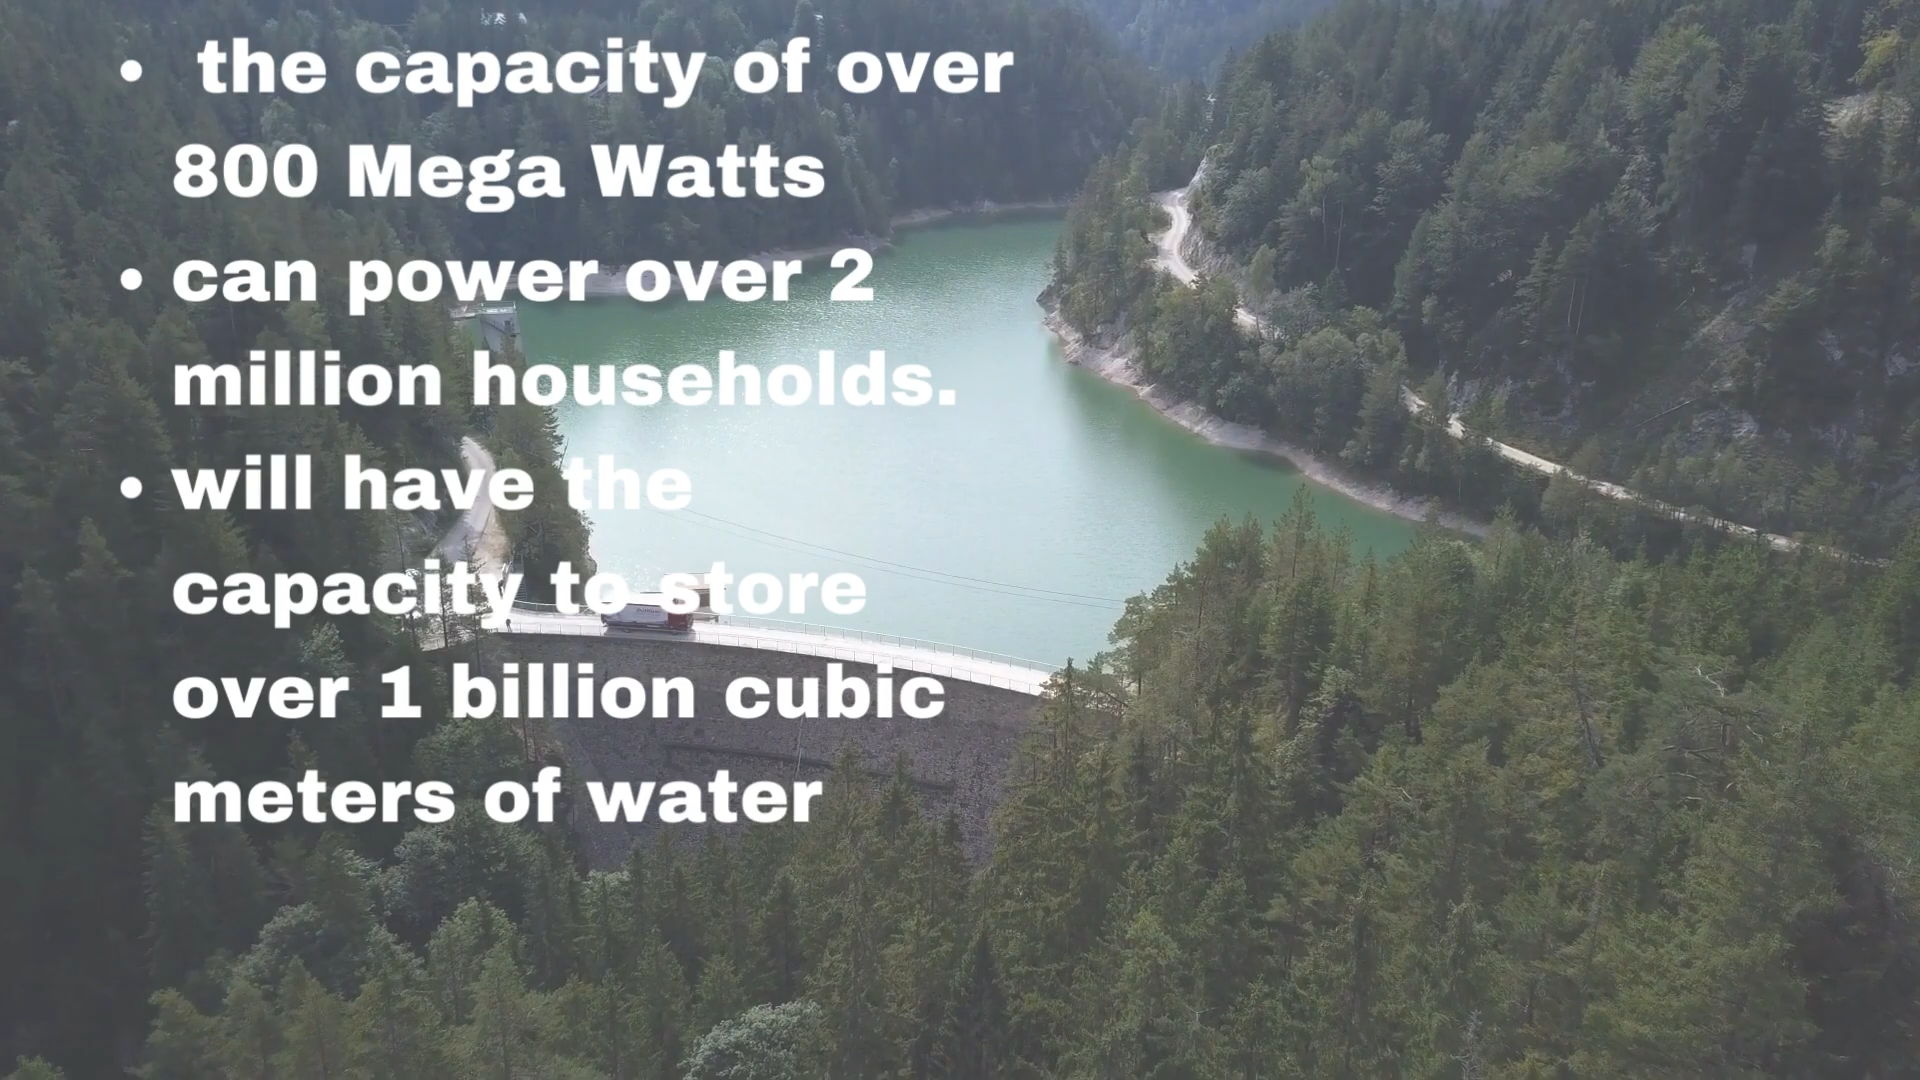 • the capacity of over
800 Mega Watts
• can power over 2
million households.
• will have the
capacity to store
over 1 billion cubic
meters of water